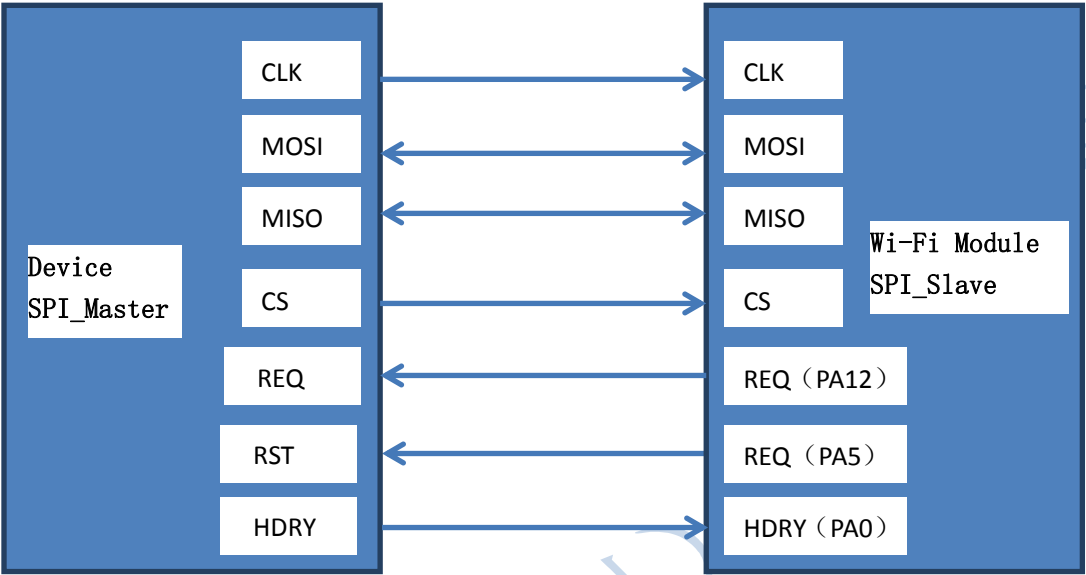 CLK
CLK
MOSI
MOSI
MISO
MISO
Wi-Fi Module
SPI_Slave
Device
SPI_Master
CS
CS
REQ
REQ（PA12）
RST
REQ（PA5）
HDRY
HDRY（PA0）